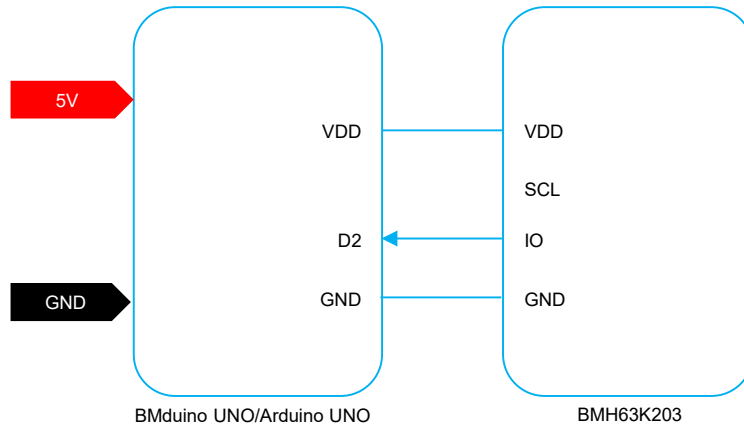 5V
VDD
VDD
SCL
D2
IO
GND
GND
GND
BMduino UNO/Arduino UNO
BMH63K203